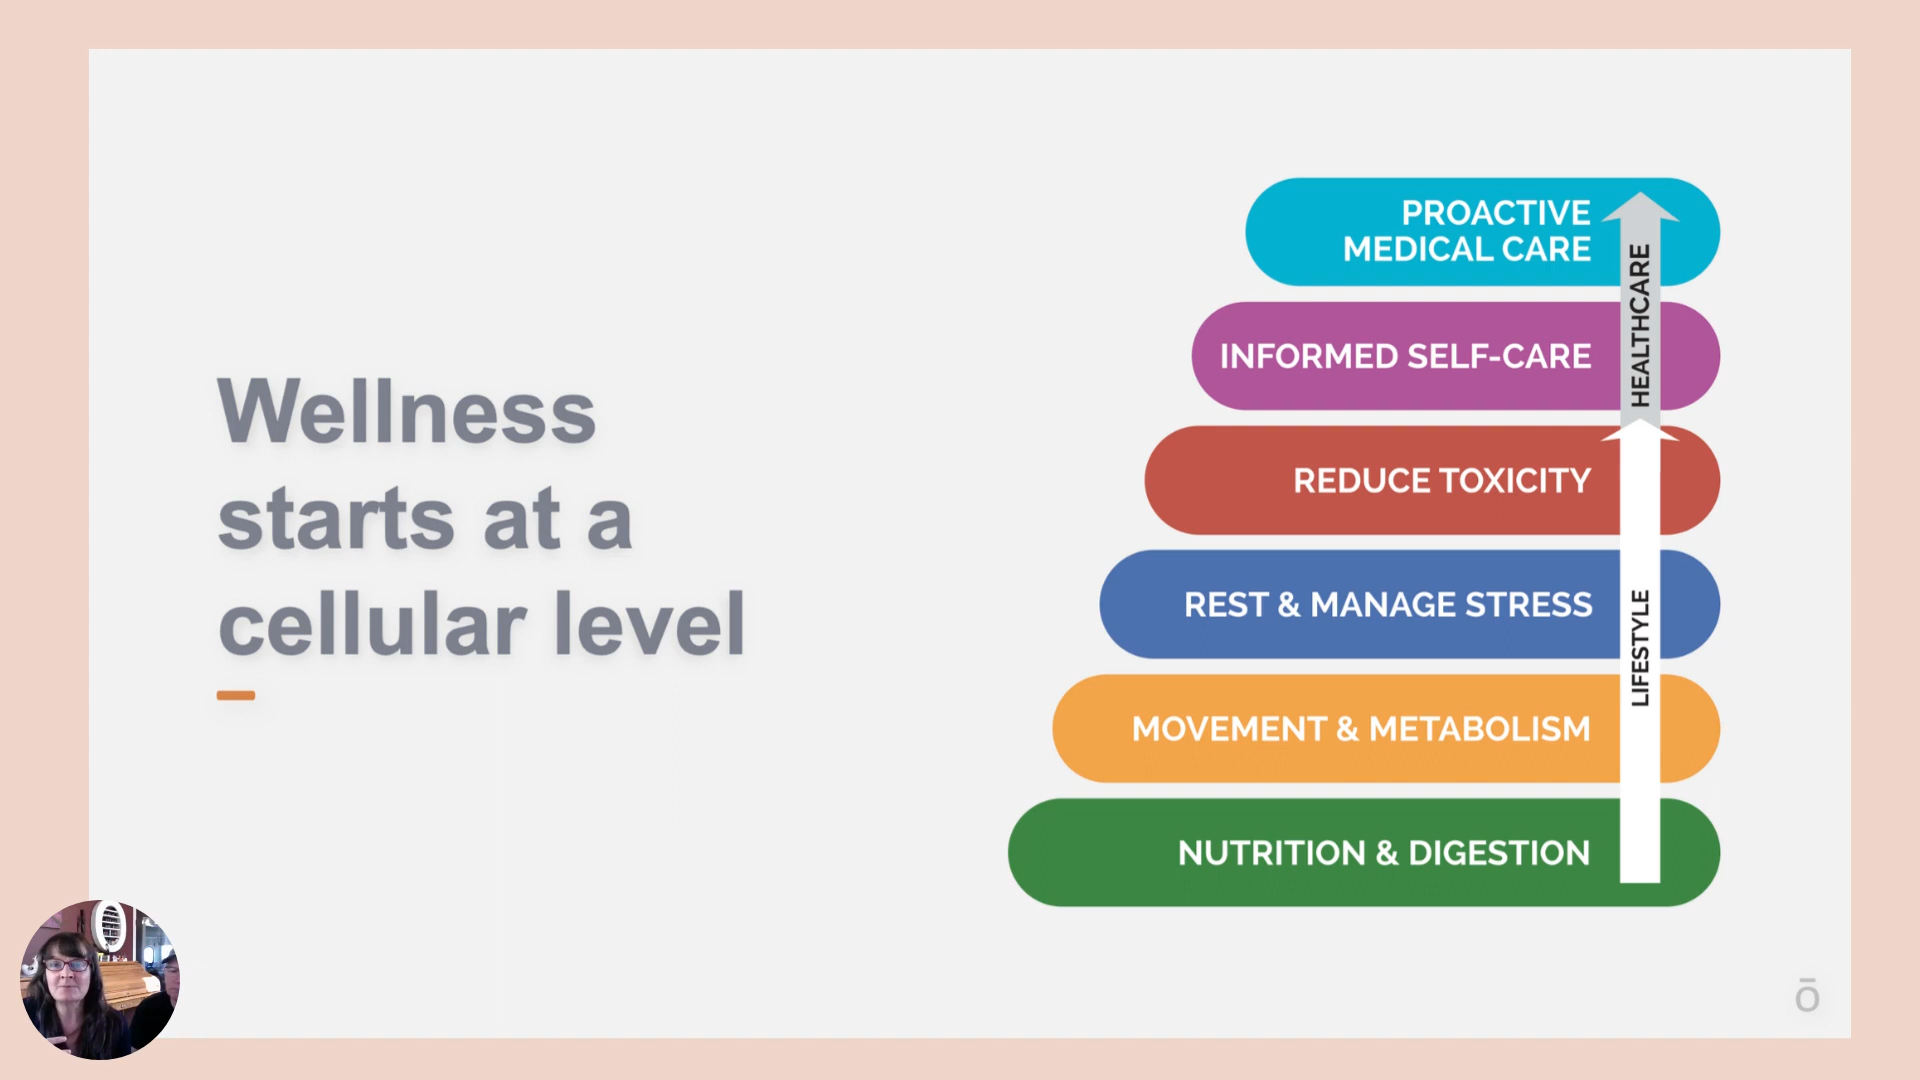 Wellness
starts at a
cellular level
PROACTIVE
MEDICAL CARE
INFORMED SELF-CARE
REDUCE TOXICITY
REST & MANAGE STRESS
MOVEMENT & METABOLISM
NUTRITION & DIGESTION
HEALTHCARE
LIFESTYLE
ō